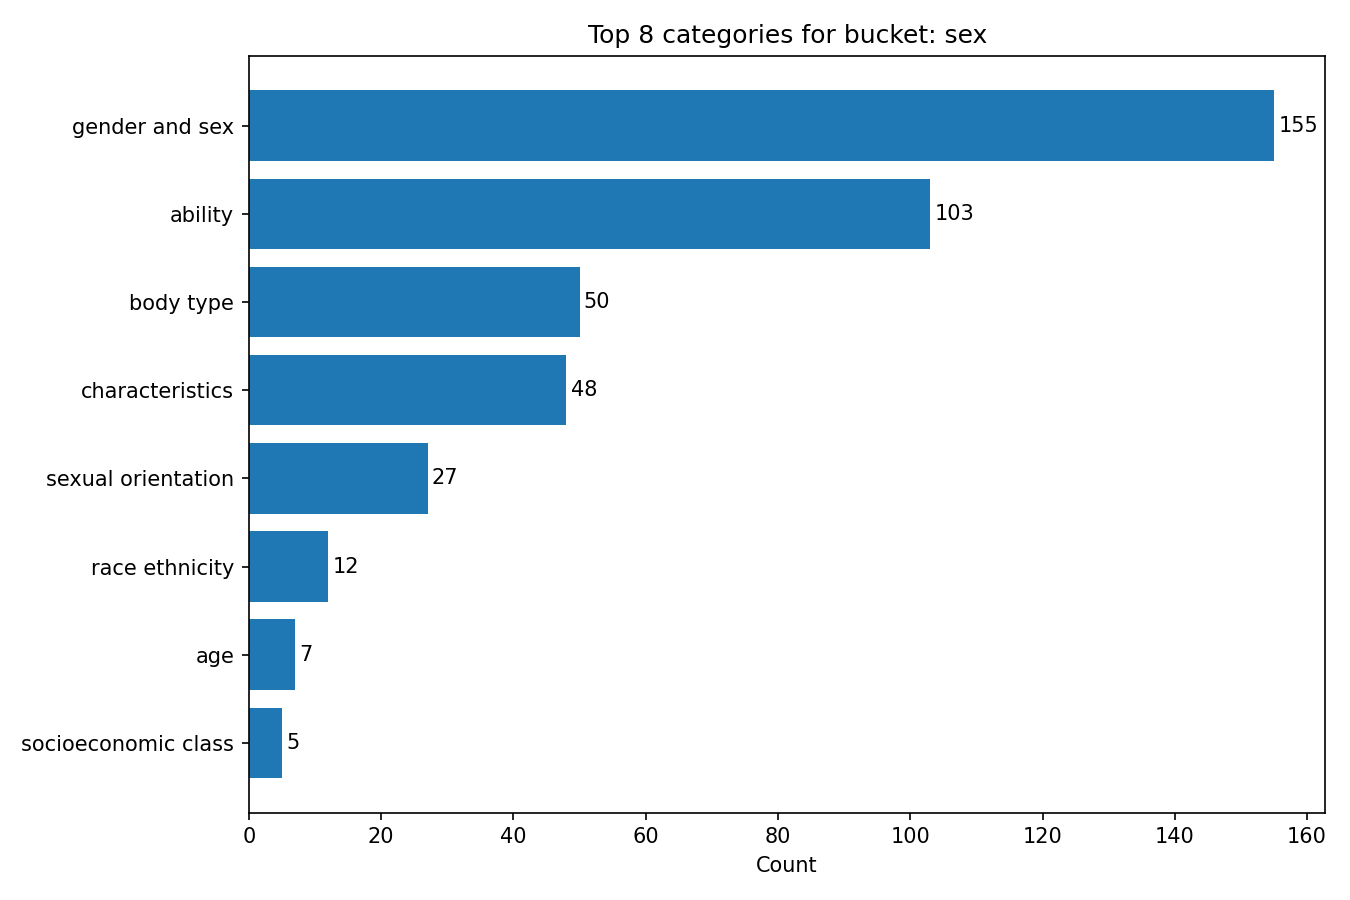 Top 8 categories for bucket: sex
gender and sex 155
ability 103
body type 50
characteristics 48
sexual orientation 27
race ethnicity 12
age 7
socioeconomic class 5
0 20 40 60 80 100 120 140 160
Count